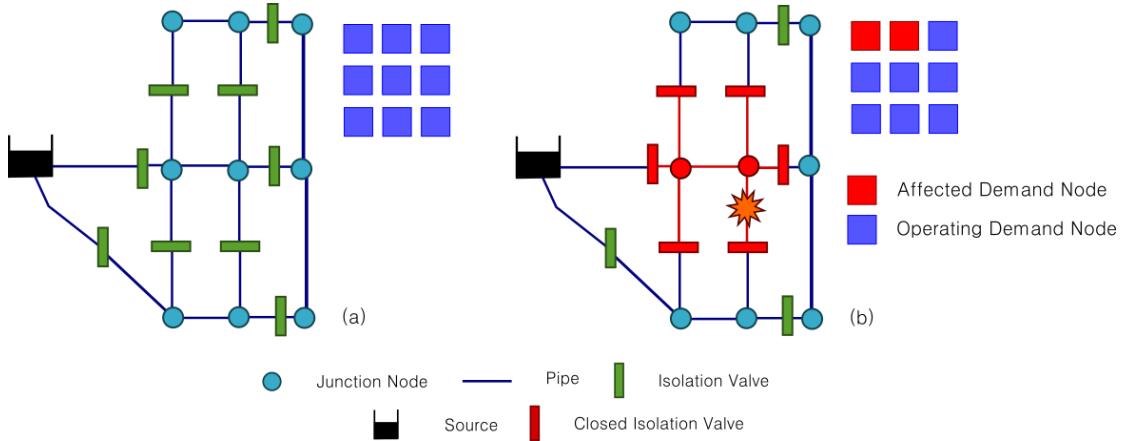 Affected Demand Node
Operating Demand Node
(a)
(b)
Junction Node
Pipe
Isolation Valve
Source
Closed Isolation Valve